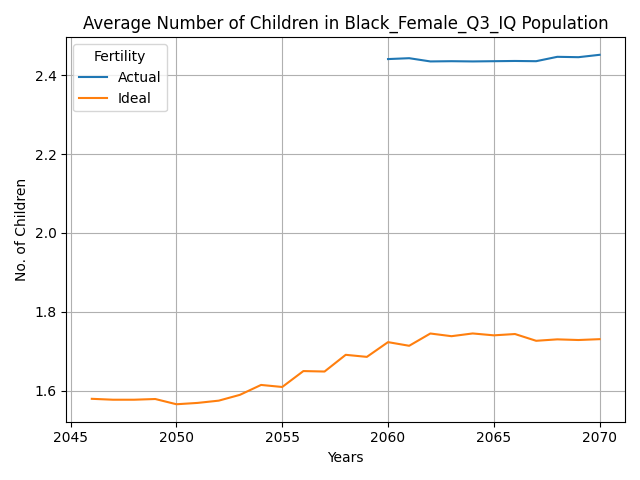 Average Number of Children in Black_Female_Q3_IQ Population
Fertility
Actual
Ideal
No. of Children
2.4
2.2
2.0
1.8
1.6
2045
2050
2055
2060
2065
2070
Years